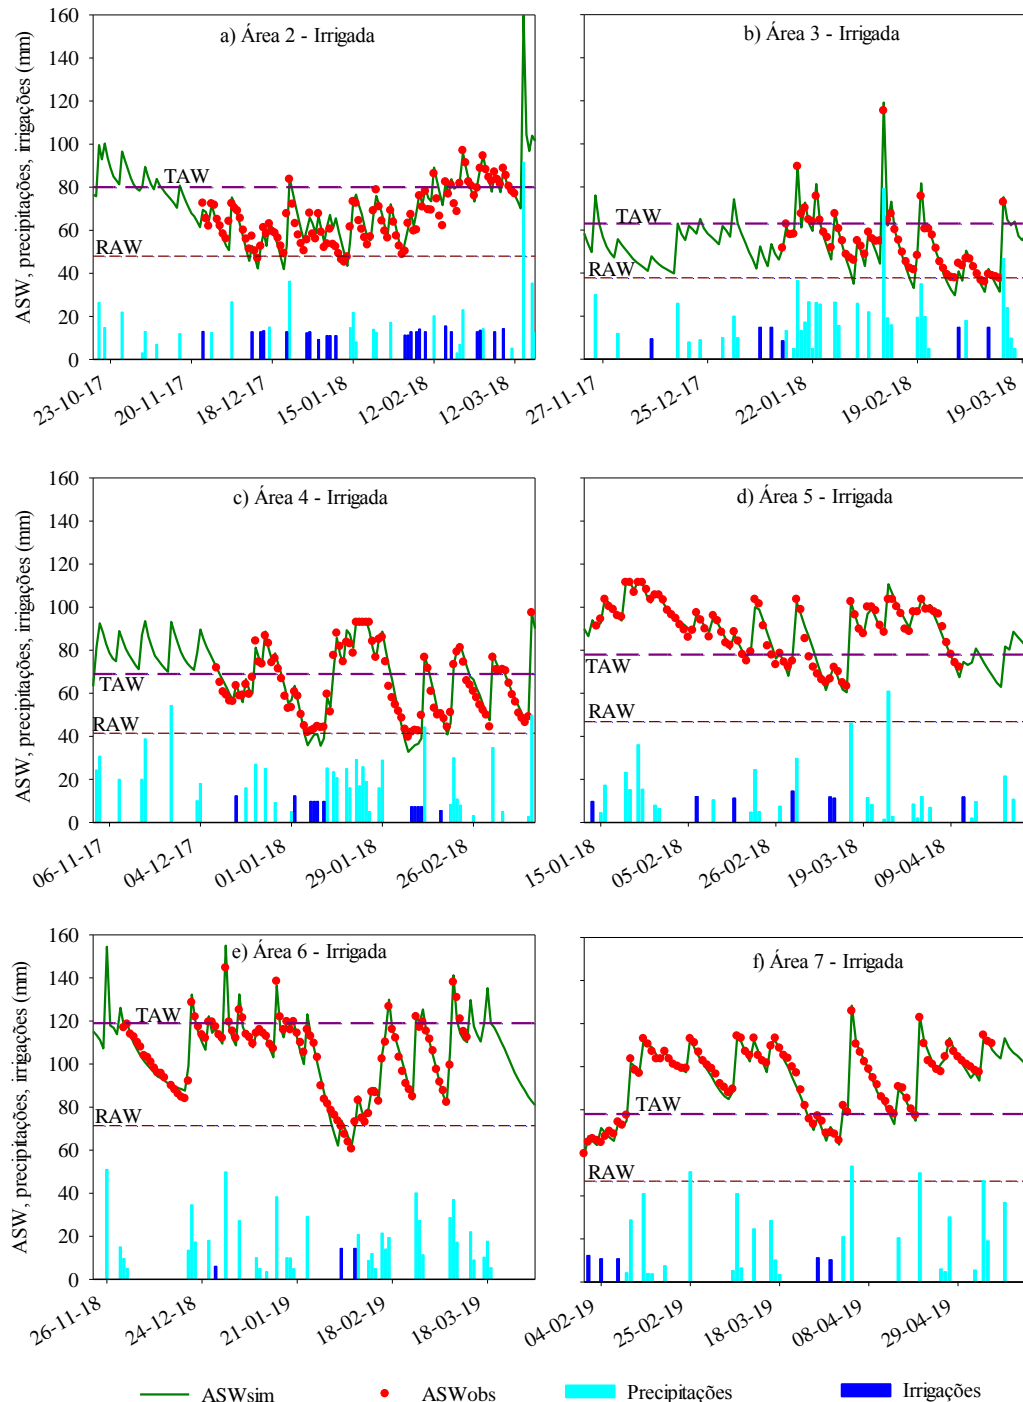 ASW, precipitações, irrigações (mm)
160
140
120
100
80
60
40
20
0
a) Área 2 - Irrigada
TAW
RAW
23-10-17
20-11-17
18-12-17
15-01-18
12-02-18
12-03-18
b) Área 3 - Irrigada
TAW
RAW
27-11-17
25-12-17
22-01-18
19-02-18
19-03-18
ASW, precipitações, irrigações (mm)
160
140
120
100
80
60
40
20
0
c) Área 4 - Irrigada
TAW
RAW
06-11-17
04-12-17
01-01-18
29-01-18
26-02-18
d) Área 5 - Irrigada
TAW
RAW
15-01-18
05-02-18
26-02-18
19-03-18
09-04-18
ASW, precipitações, irrigações (mm)
160
140
120
100
80
60
40
20
0
e) Área 6 - Irrigada
TAW
RAW
26-11-18
24-12-18
21-01-19
18-02-19
18-03-19
f) Área 7 - Irrigada
TAW
RAW
04-02-19
25-02-19
18-03-19
08-04-19
29-04-19
ASWsim
ASWobs
Precipitações
Irrigações